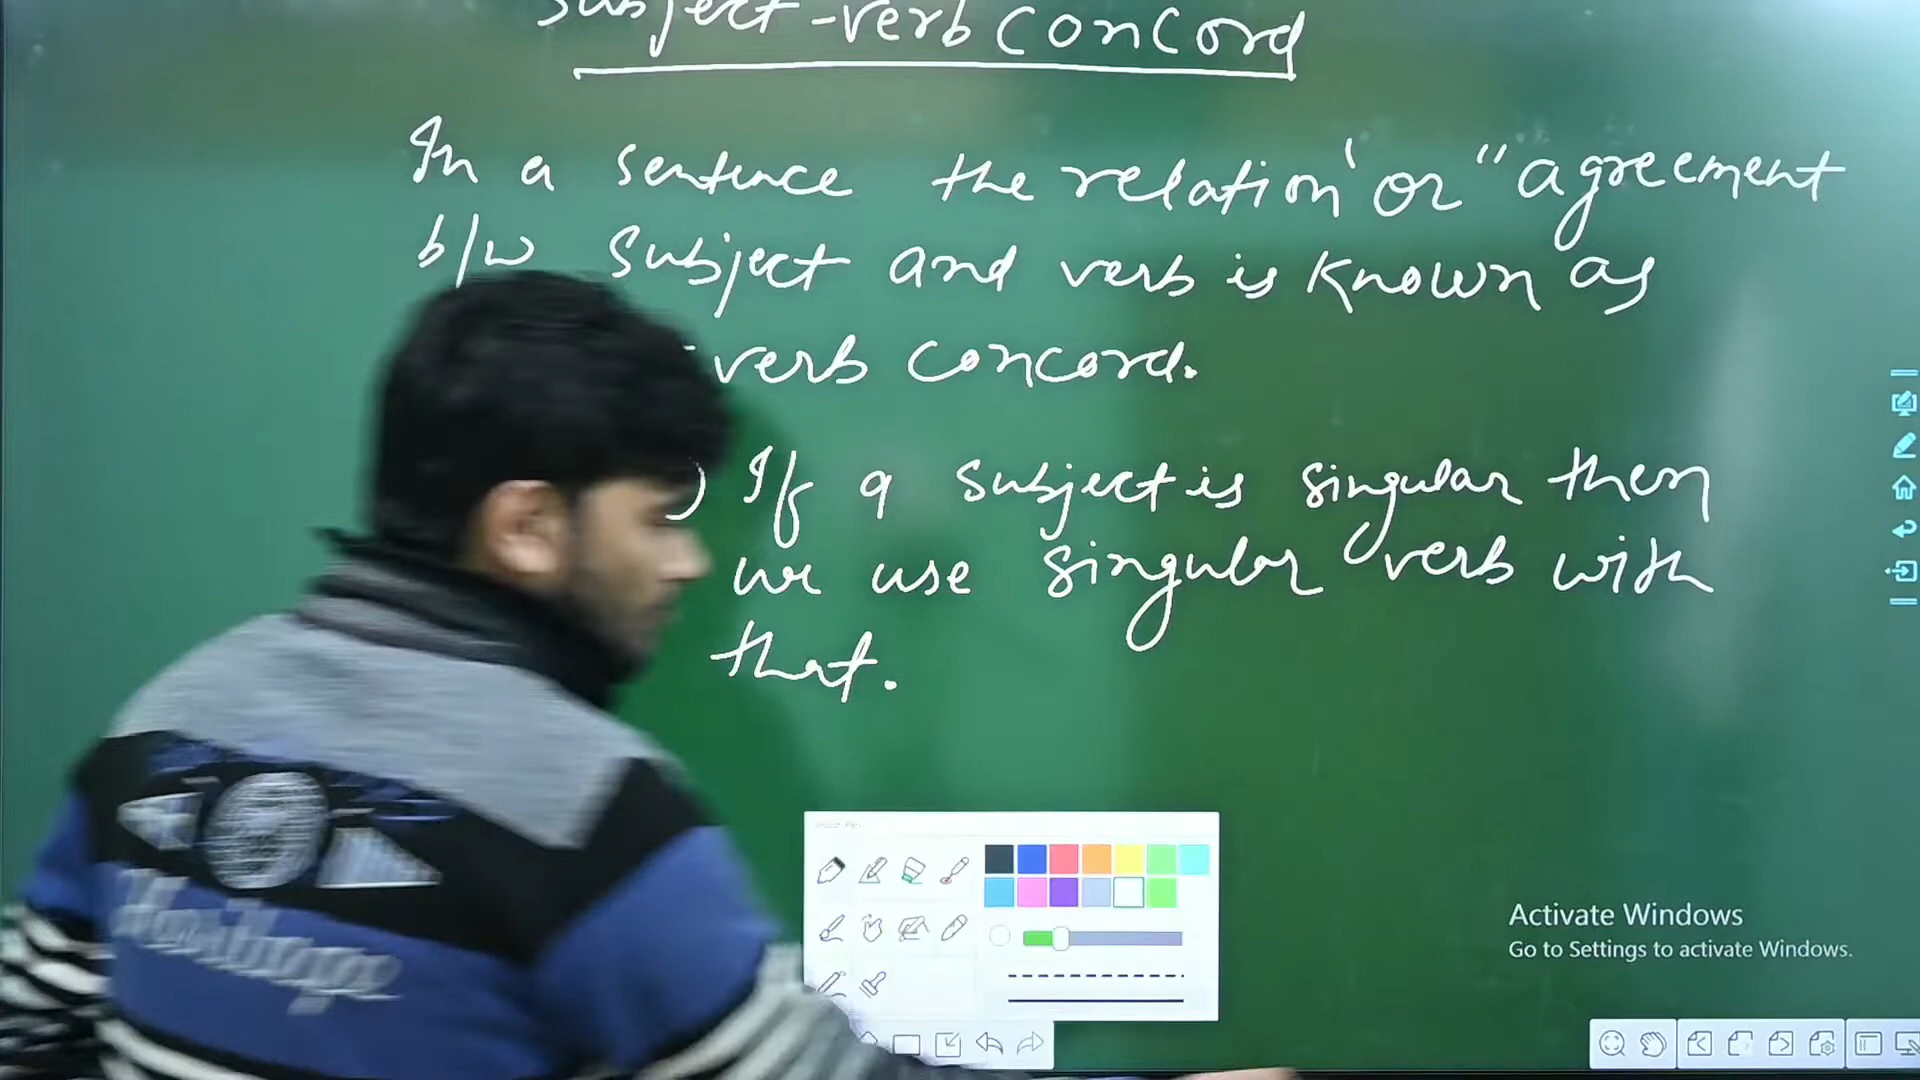 Subject-verb Concord
In a sentence the relation' or "agreement
b/w Subject and verb is known as
-verb concord.
) If a subject is singular then
we use singular verb with
that.
Activate Windows
Go to Settings to activate Windows.